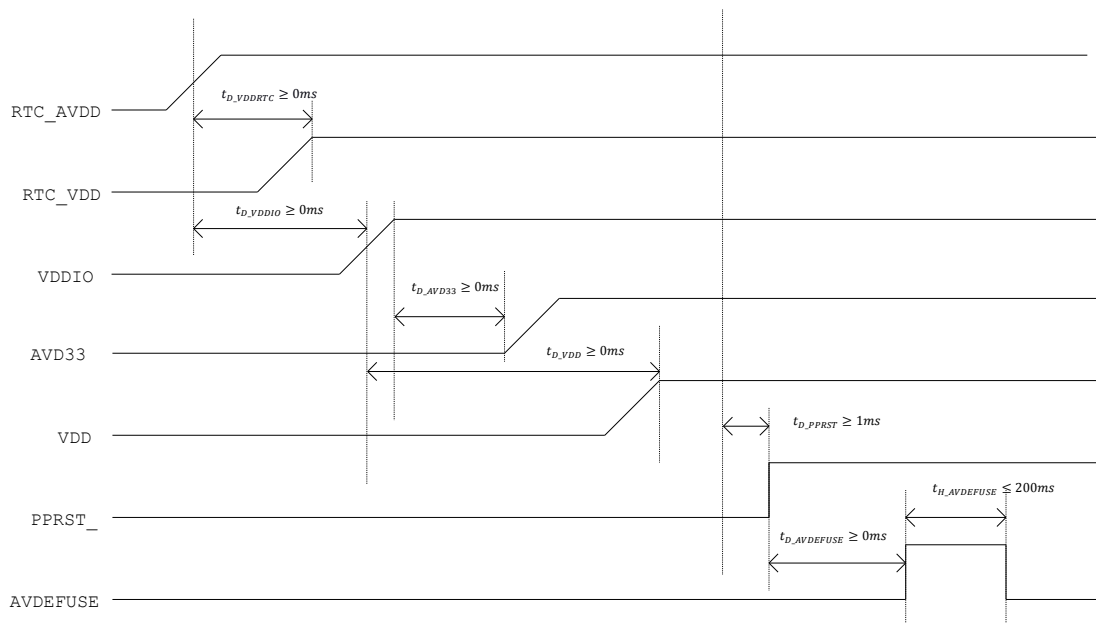 t_D_VDDRTC ≥ 0ms
RTC_AVDD
RTC_VDD
t_D_VDDIO ≥ 0ms
VDDIO
t_D_AVD33 ≥ 0ms
AVD33
t_D_VDD ≥ 0ms
VDD
t_D_PPRST ≥ 1ms
t_H_AVDEFUSE ≤ 200ms
PPRST_
t_D_AVDEFUSE ≥ 0ms
AVDEFUSE